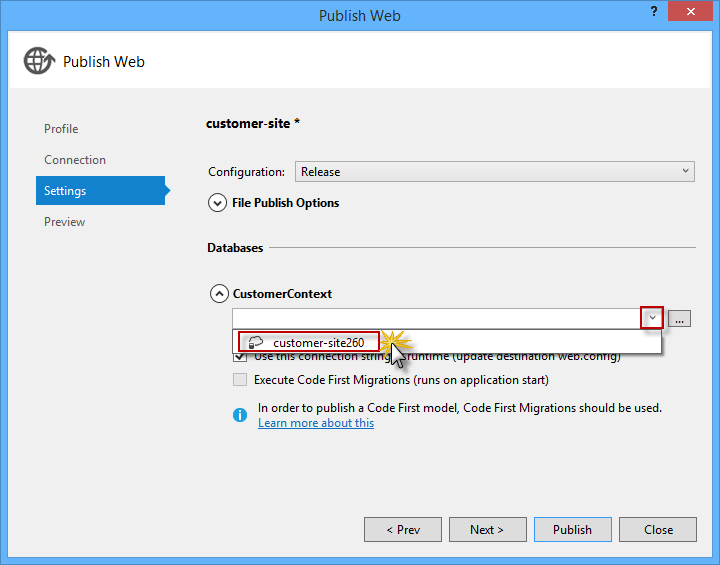 Publish Web
?
Publish Web
Profile
Connection
Settings
Preview
customer-site *
Configuration: Release
File Publish Options
Databases
CustomerContext
...
customer-site260
Use this connection string runtime (update destination web.config)
Execute Code First Migrations (runs on application start)
In order to publish a Code First model, Code First Migrations should be used.
Learn more about this
< Prev
Next >
Publish
Close